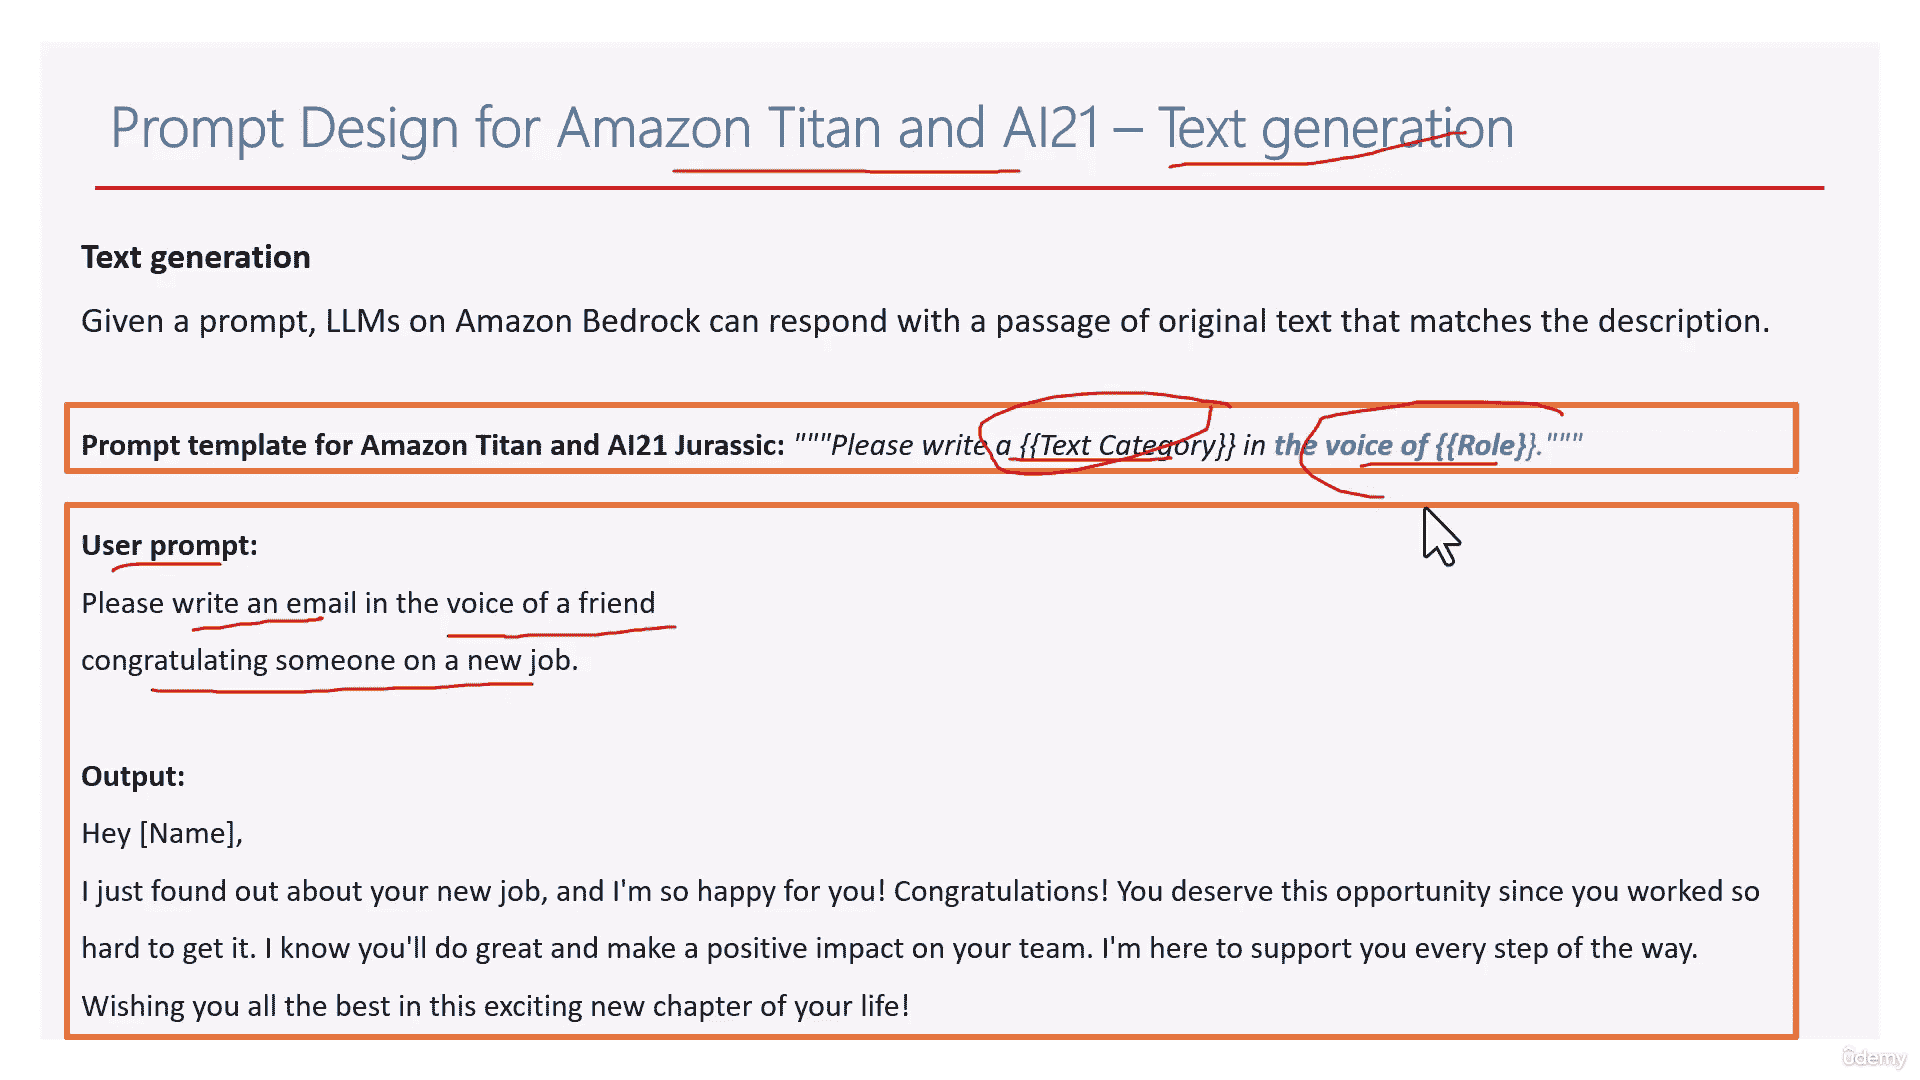 Prompt Design for Amazon Titan and AI21 – Text generation
Text generation
Given a prompt, LLMs on Amazon Bedrock can respond with a passage of original text that matches the description.
Prompt template for Amazon Titan and AI21 Jurassic: """Please write a {{Text Category}} in the voice of {{Role}}."""
User prompt:
Please write an email in the voice of a friend
congratulating someone on a new job.
Output:
Hey [Name],
I just found out about your new job, and I'm so happy for you! Congratulations! You deserve this opportunity since you worked so
hard to get it. I know you'll do great and make a positive impact on your team. I'm here to support you every step of the way.
Wishing you all the best in this exciting new chapter of your life!
ûdemy